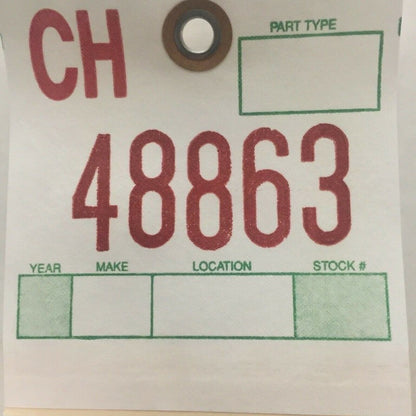 CH
PART TYPE
48863
YEAR MAKE LOCATION STOCK #